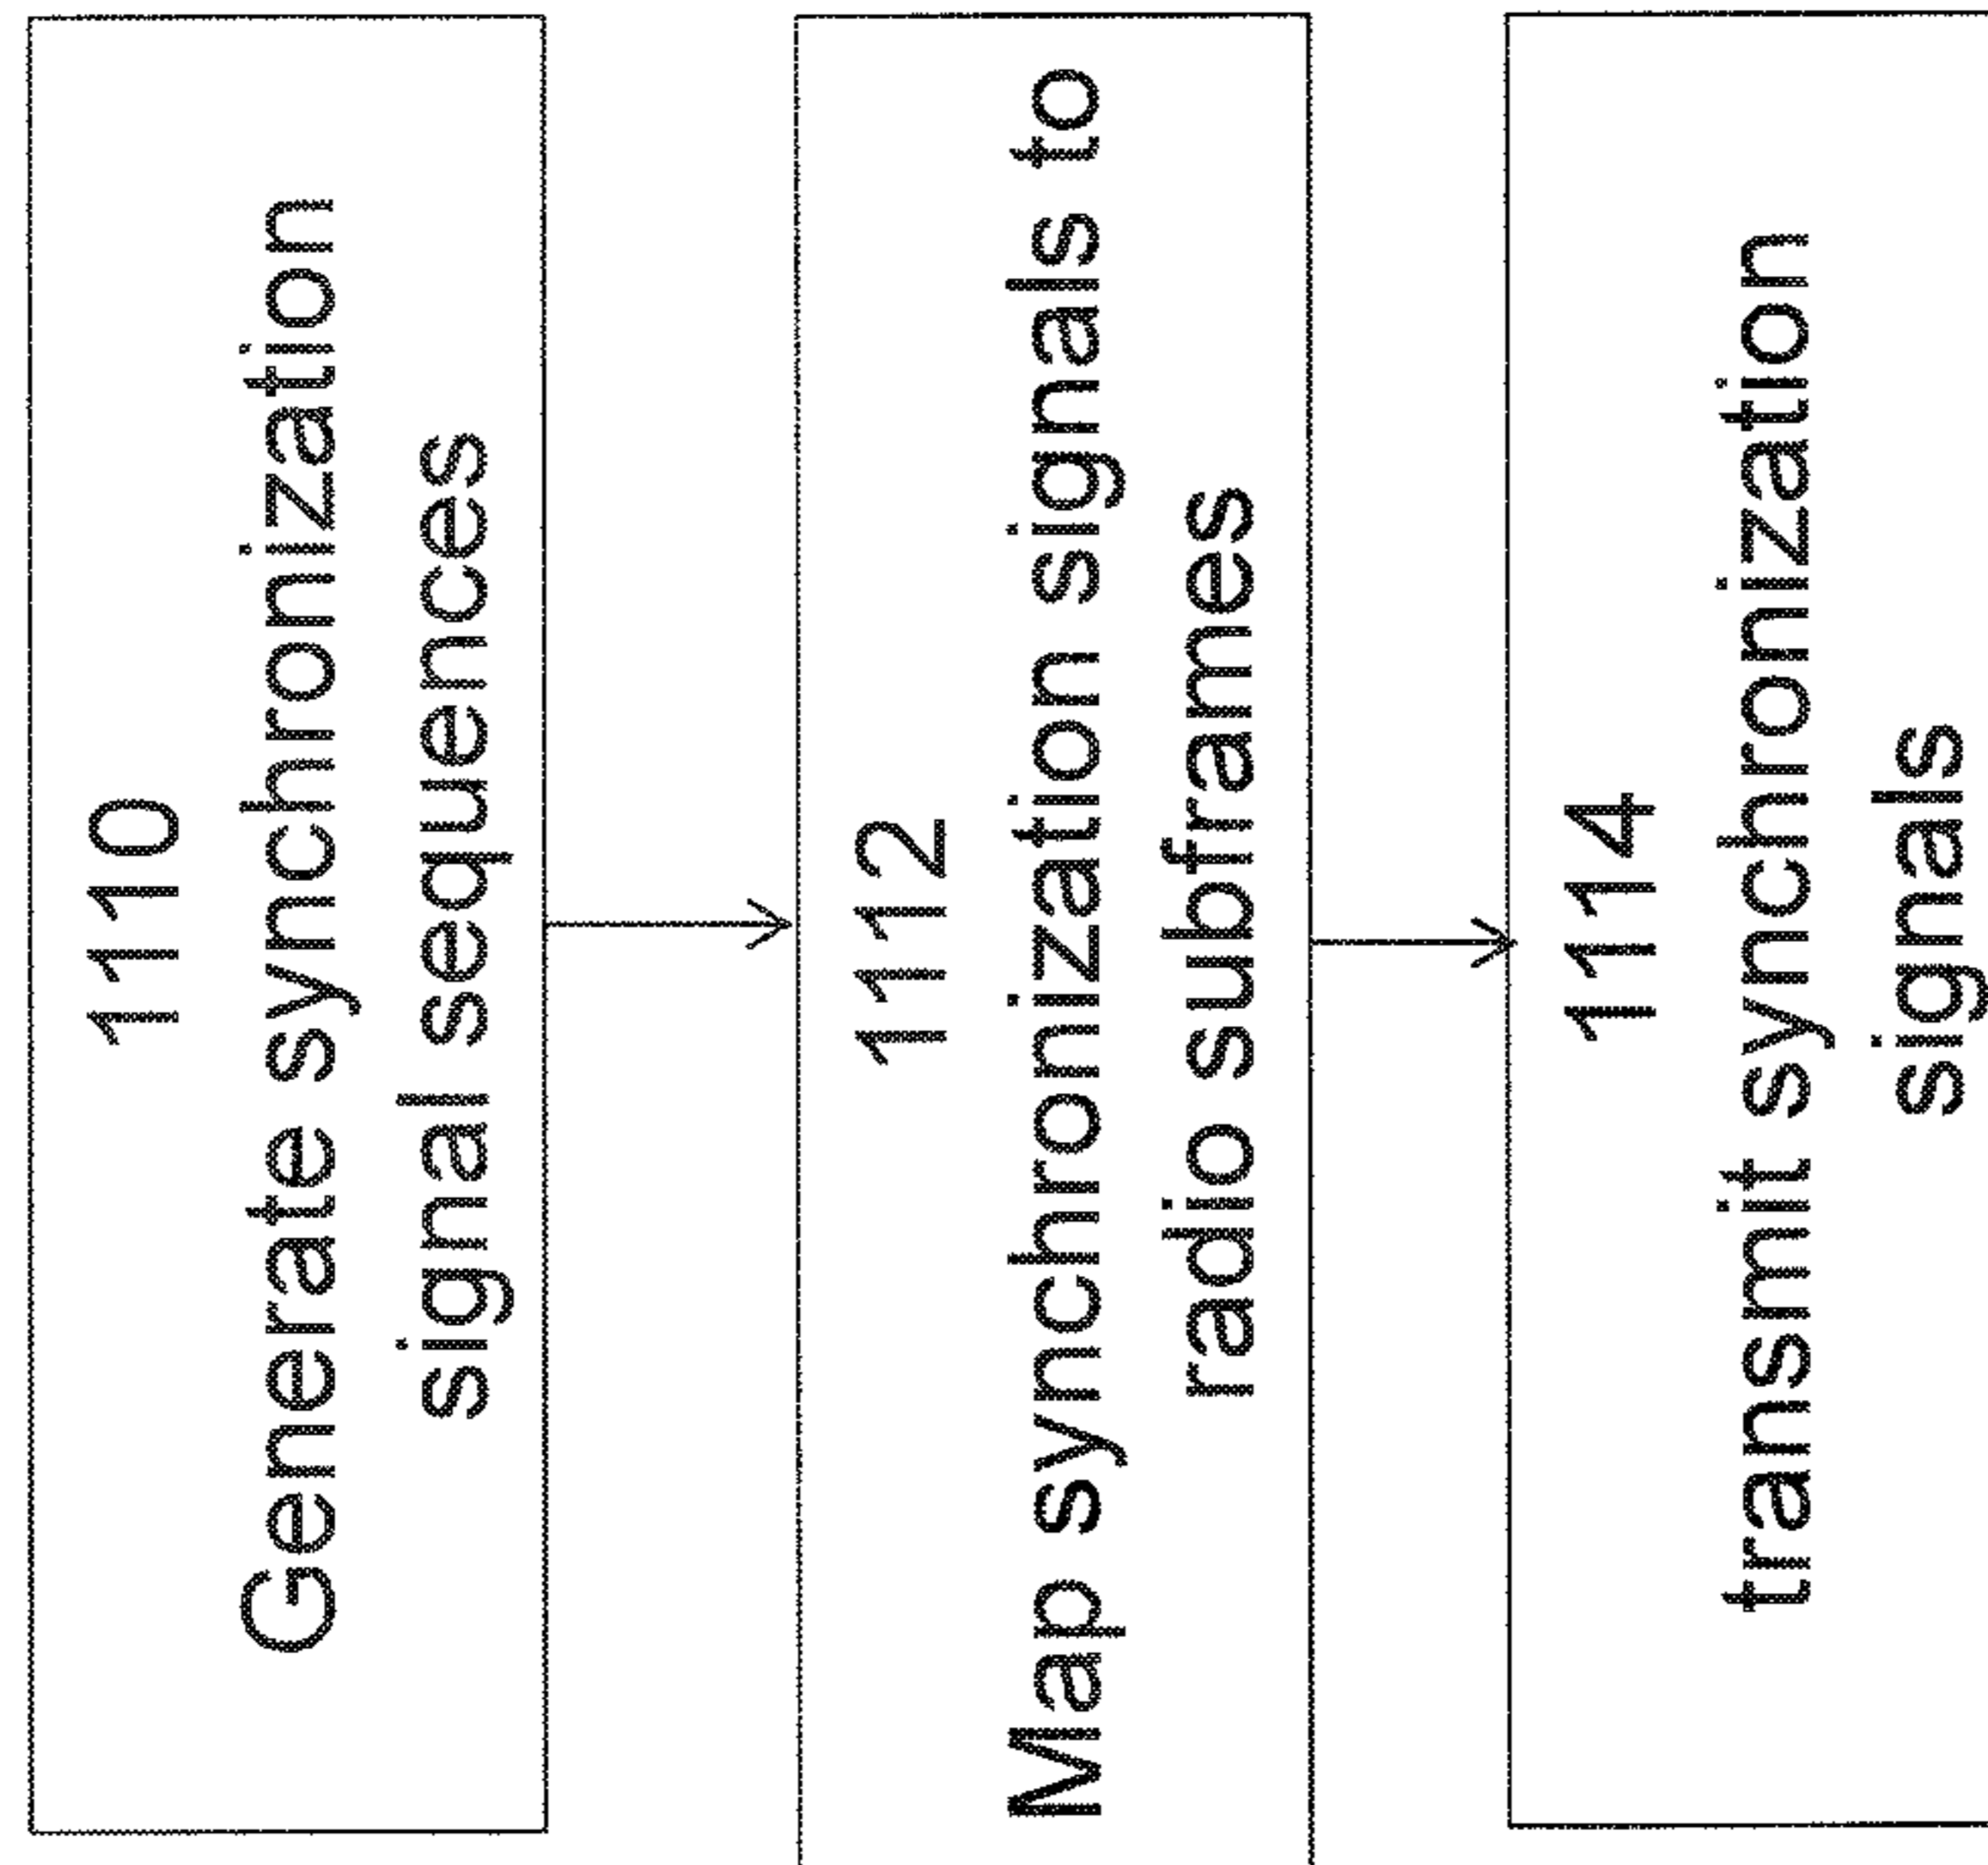 1110
Generate synchronization
signal sequences
1112
Map synchronization signals to
radio subframes
1114
transmit synchronization
signals